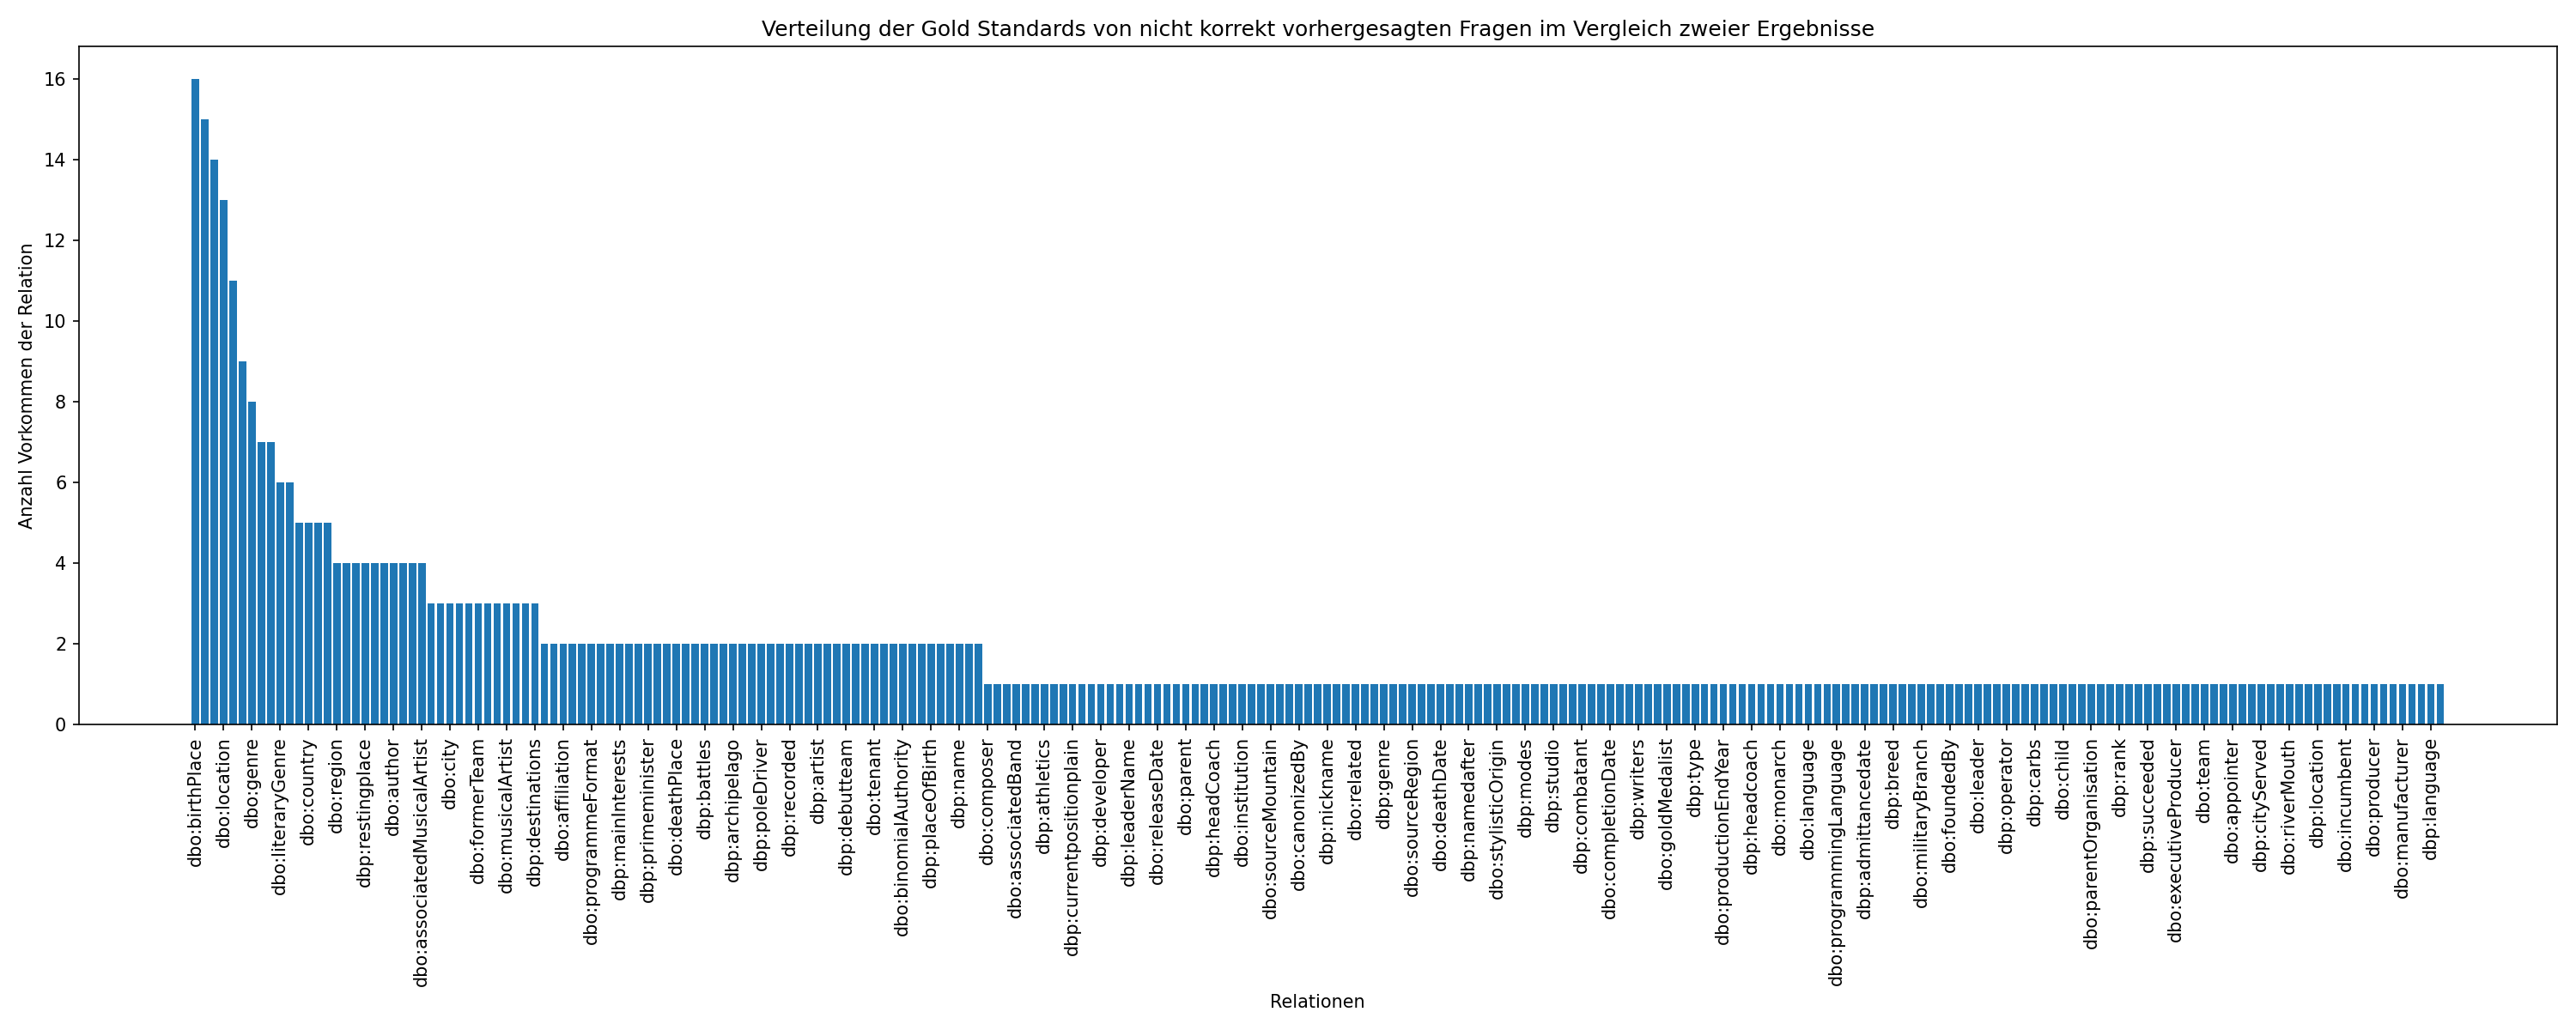 Verteilung der Gold Standards von nicht korrekt vorhergesagten Fragen im Vergleich zweier Ergebnisse
Anzahl Vorkommen der Relation
16
14
12
10
8
6
4
2
0
dbo:birthPlace
dbo:location
dbo:genre
dbo:literaryGenre
dbo:country
dbo:region
dbp:restingplace
dbo:author
dbo:associatedMusicalArtist
dbo:city
dbo:formerTeam
dbo:musicalArtist
dbp:destinations
dbo:affiliation
dbo:programmeFormat
dbp:mainInterests
dbp:primeminister
dbo:deathPlace
dbp:battles
dbp:archipelago
dbp:poleDriver
dbp:recorded
dbp:artist
dbp:debutteam
dbo:tenant
dbo:binomialAuthority
dbp:placeOfBirth
dbp:name
dbo:composer
dbo:associatedBand
dbp:athletics
dbp:currentpositionplain
dbp:developer
dbp:leaderName
dbo:releaseDate
dbo:parent
dbp:headCoach
dbo:institution
dbo:sourceMountain
dbo:canonizedBy
dbp:nickname
dbo:related
dbp:genre
dbo:sourceRegion
dbo:deathDate
dbp:namedafter
dbo:stylisticOrigin
dbp:modes
dbp:studio
dbp:combatant
dbo:completionDate
dbp:writers
dbo:goldMedalist
dbp:type
dbo:productionEndYear
dbp:headcoach
dbo:monarch
dbo:language
dbo:programmingLanguage
dbp:admittancedate
dbp:breed
dbo:militaryBranch
dbo:foundedBy
dbo:leader
dbp:operator
dbp:carbs
dbo:child
dbo:parentOrganisation
dbp:rank
dbp:succeeded
dbo:executiveProducer
dbo:team
dbo:appointer
dbp:cityServed
dbo:riverMouth
dbp:location
dbo:incumbent
dbo:producer
dbo:manufacturer
dbp:language
Relationen